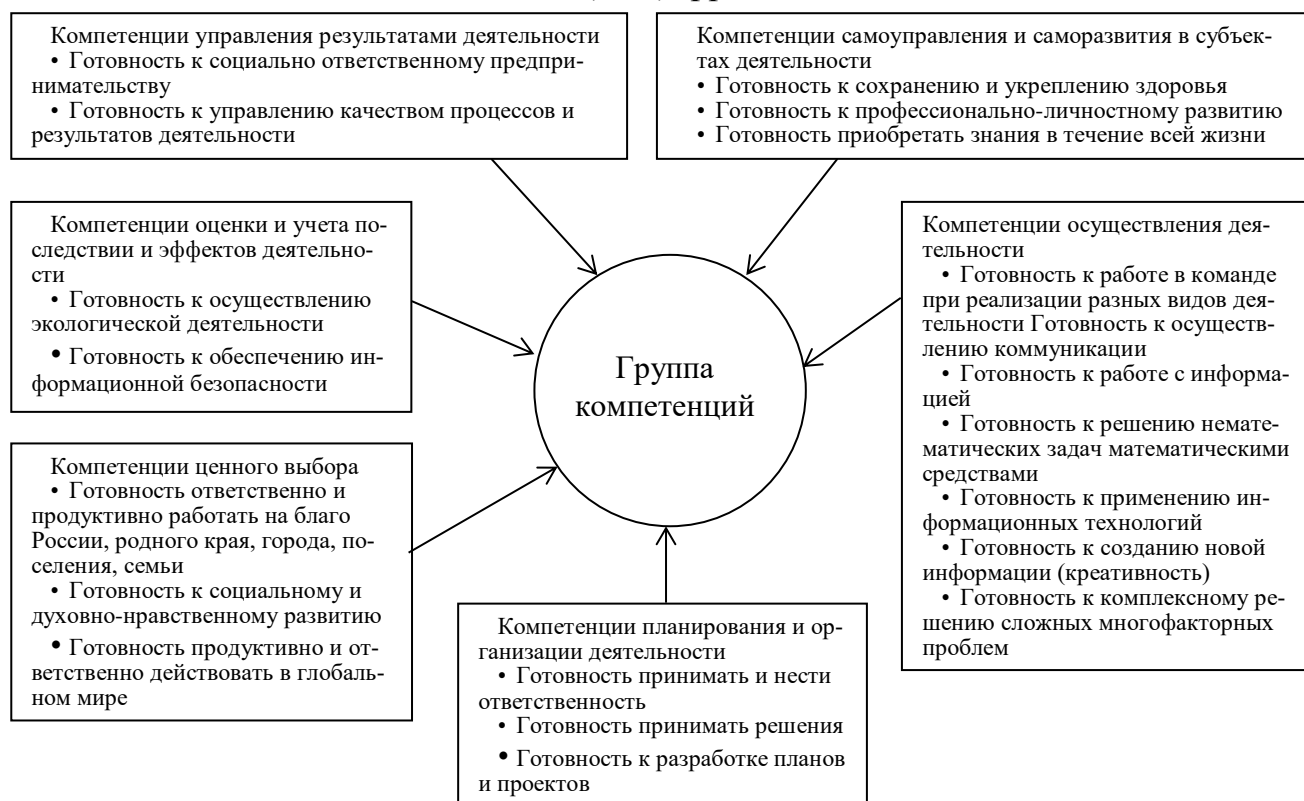 Компетенции управления результатами деятельности
• Готовность к социально ответственному предпри-
нимательству
• Готовность к управлению качеством процессов и
результатов деятельности
Компетенции самоуправления и саморазвития в субъек-
тах деятельности
• Готовность к сохранению и укреплению здоровья
• Готовность к профессионально-личностному развитию
• Готовность приобретать знания в течение всей жизни
Компетенции оценки и учета по-
следствии и эффектов деятельно-
сти
• Готовность к осуществлению
экологической деятельности
• Готовность к обеспечению ин-
формационной безопасности
Группа
компетенций
Компетенции осуществления дея-
тельности
• Готовность к работе в команде
при реализации разных видов дея-
тельности Готовность к осущест-
влению коммуникации
• Готовность к работе с информа-
цией
• Готовность к решению немате-
матических задач математическими
средствами
• Готовность к применению ин-
формационных технологий
• Готовность к созданию новой
информации (креативность)
• Готовность к комплексному ре-
шению сложных многофакторных
проблем
Компетенции ценного выбора
• Готовность ответственно и
продуктивно работать на благо
России, родного края, города, по-
селения, семьи
• Готовность к социальному и
духовно-нравственному развитию
• Готовность продуктивно и от-
ветственно действовать в глобаль-
ном мире
Компетенции планирования и ор-
ганизации деятельности
• Готовность принимать и нести
ответственность
• Готовность принимать решения
• Готовность к разработке планов
и проектов